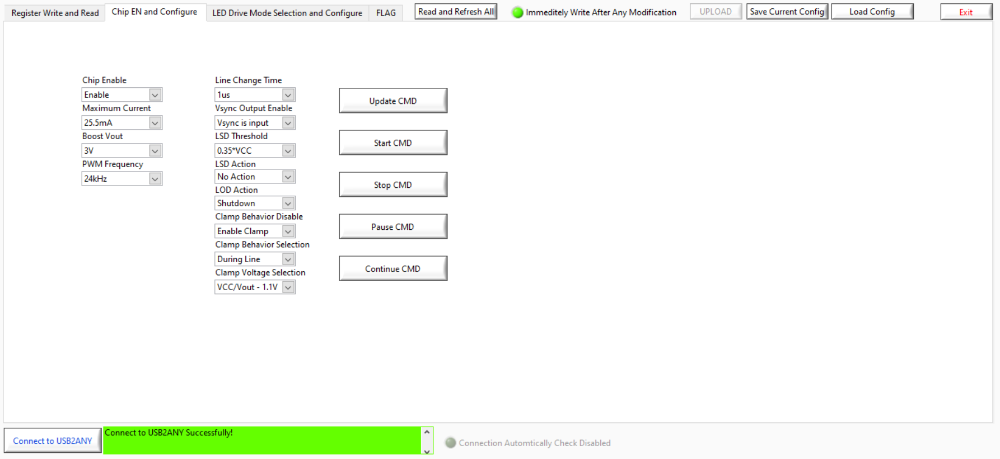 Register Write and Read
Chip EN and Configure
LED Drive Mode Selection and Configure
FLAG
Read and Refresh All
Immeditely Write After Any Modification
UPLOAD
Save Current Config
Load Config
Exit
Chip Enable
Enable
Maximum Current
25.5mA
Boost Vout
3V
PWM Frequency
24kHz
Line Change Time
1us
Vsync Output Enable
Vsync is input
LSD Threshold
0.35*VCC
LSD Action
No Action
LOD Action
Shutdown
Clamp Behavior Disable
Enable Clamp
Clamp Behavior Selection
During Line
Clamp Voltage Selection
VCC/Vout - 1.1V
Update CMD
Start CMD
Stop CMD
Pause CMD
Continue CMD
Connect to USB2ANY
Connect to USB2ANY Successfully!
Connection Automtically Check Disabled